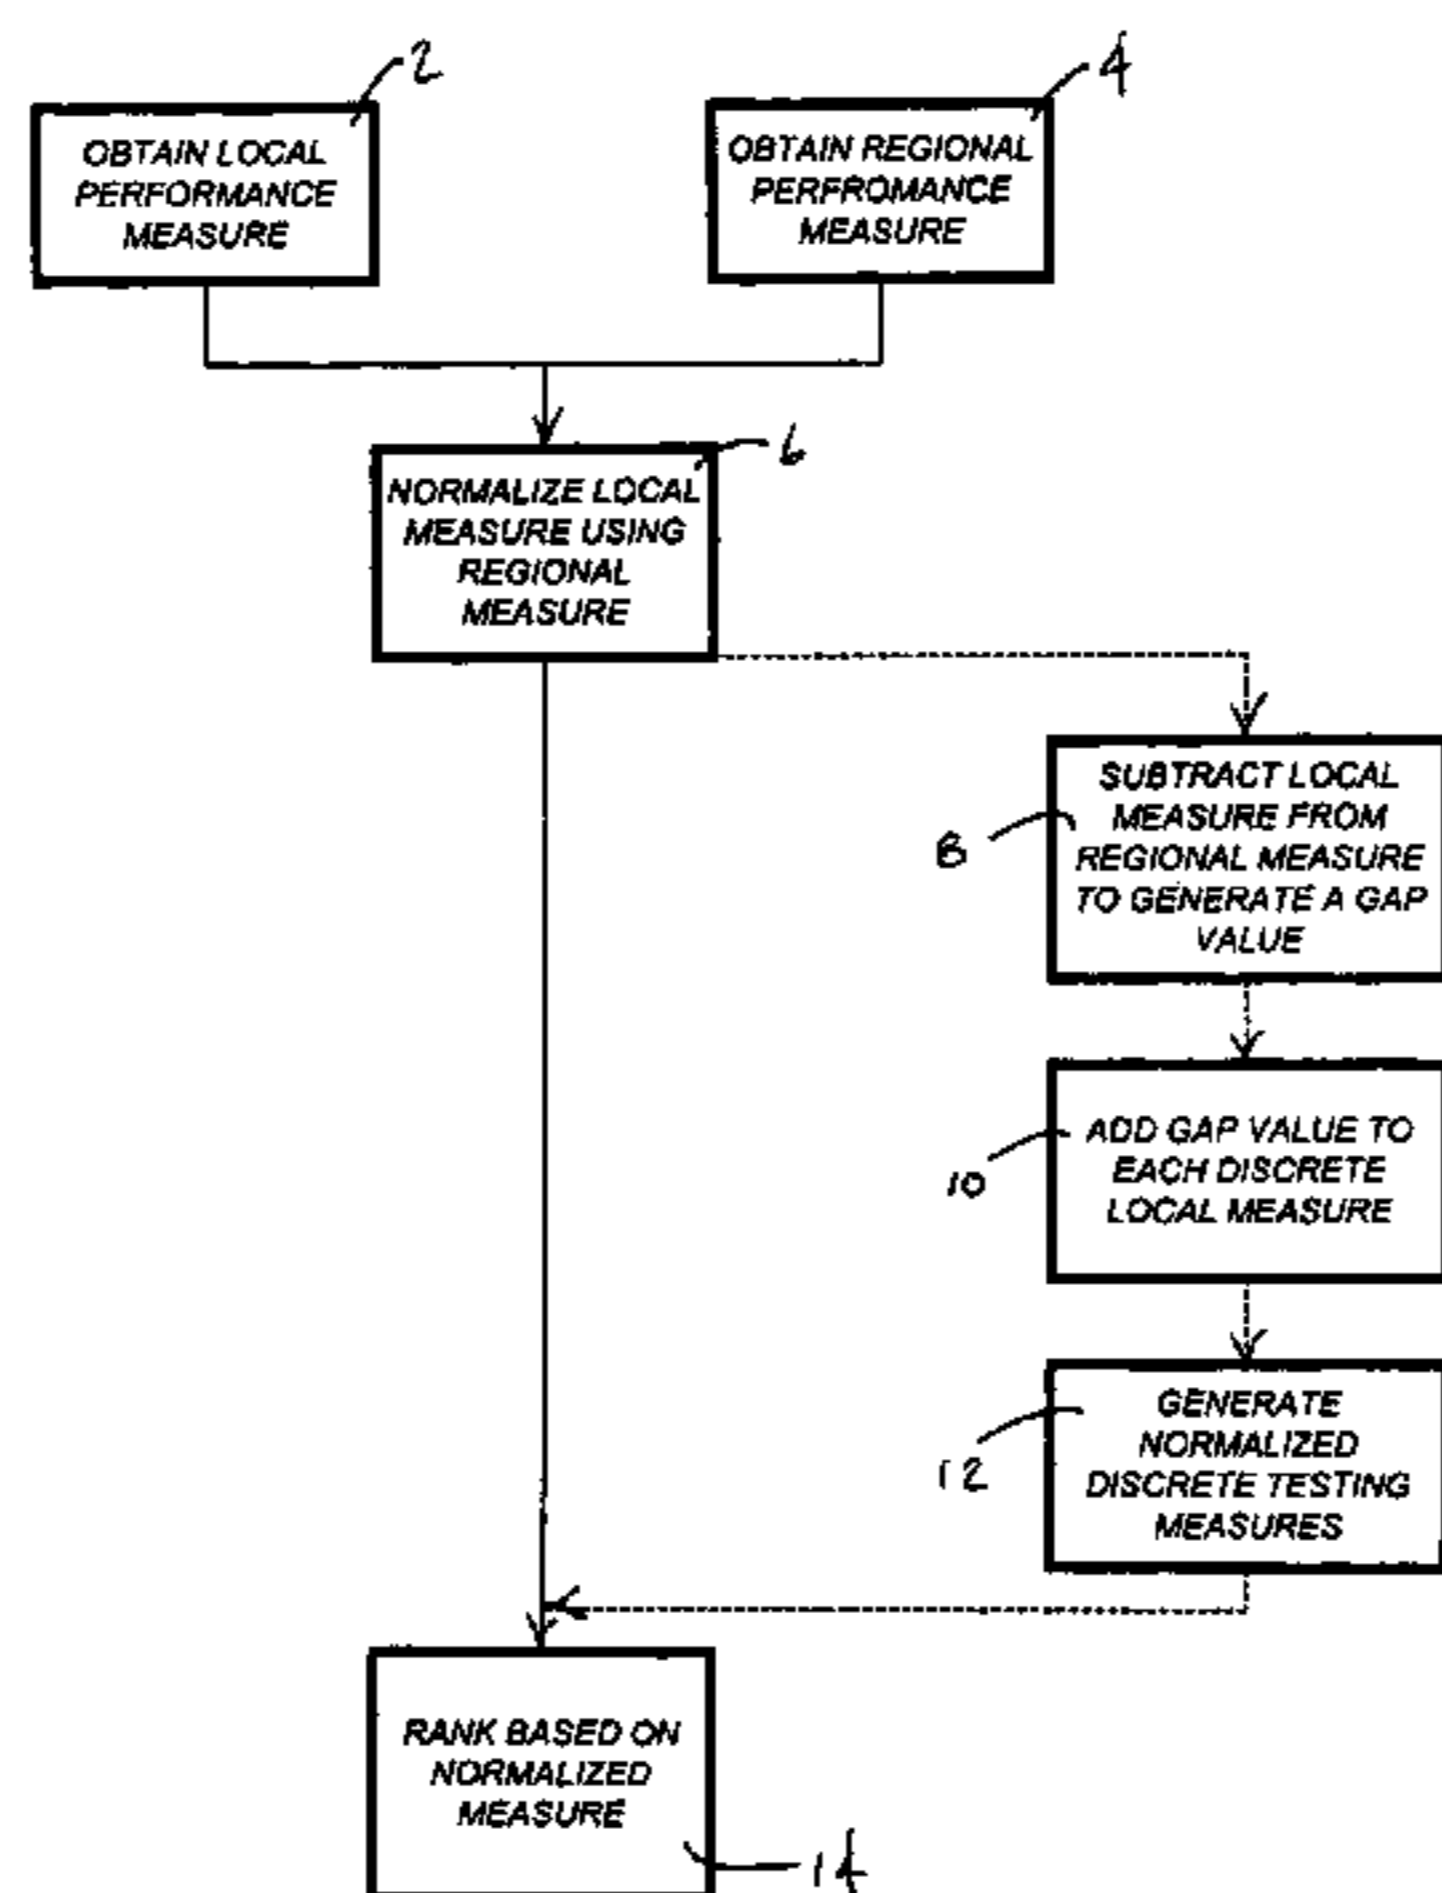 2
OBTAIN LOCAL
PERFORMANCE
MEASURE
4
OBTAIN REGIONAL
PERFROMANCE
MEASURE
6
NORMALIZE LOCAL
MEASURE USING
REGIONAL
MEASURE
8
SUBTRACT LOCAL
MEASURE FROM
REGIONAL MEASURE
TO GENERATE A GAP
VALUE
10
ADD GAP VALUE TO
EACH DISCRETE
LOCAL MEASURE
12
GENERATE
NORMALIZED
DISCRETE TESTING
MEASURES
RANK BASED ON
NORMALIZED
MEASURE
14